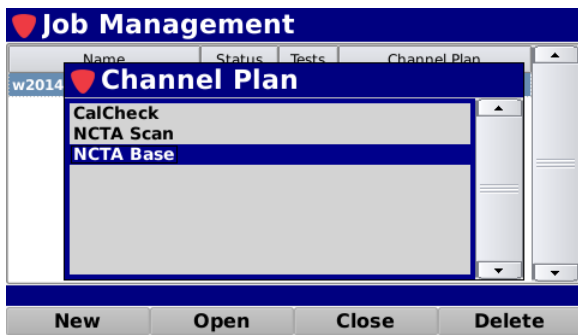 Job Management
Name Status Tests Channel Plan
w2014
Channel Plan
CalCheck
NCTA Scan
NCTA Base
New Open Close Delete